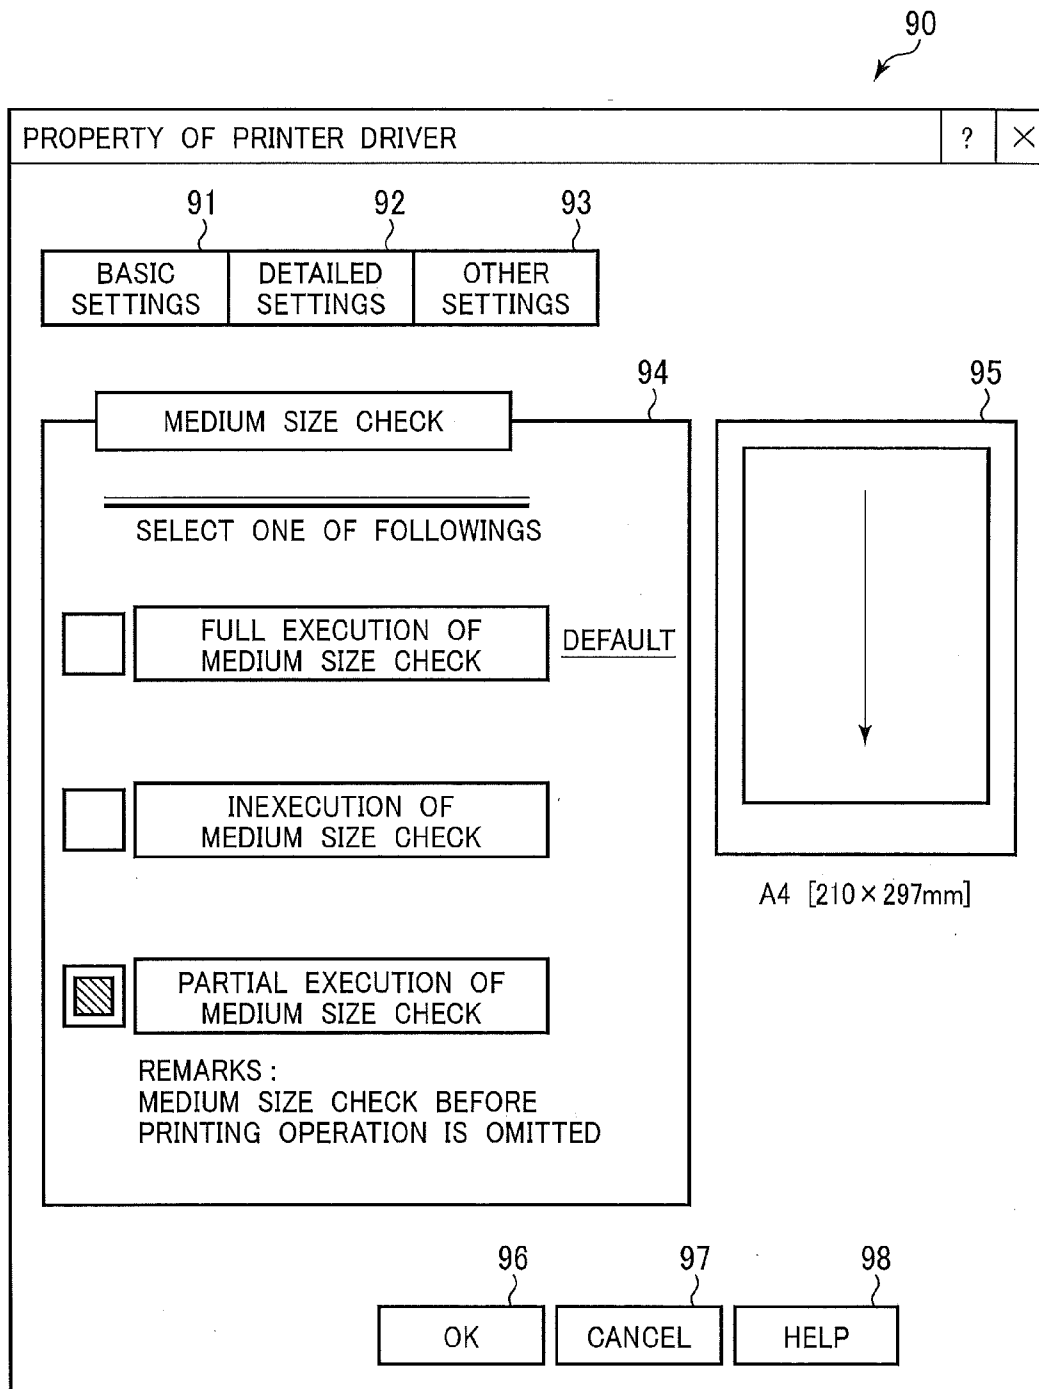 90
PROPERTY OF PRINTER DRIVER ? ×
91 92 93
BASIC SETTINGS
DETAILED SETTINGS
OTHER SETTINGS
94
95
MEDIUM SIZE CHECK
SELECT ONE OF FOLLOWINGS
FULL EXECUTION OF
MEDIUM SIZE CHECK
DEFAULT
INEXECUTION OF
MEDIUM SIZE CHECK
A4 [210×297mm]
PARTIAL EXECUTION OF
MEDIUM SIZE CHECK
REMARKS:
MEDIUM SIZE CHECK BEFORE
PRINTING OPERATION IS OMITTED
96 97 98
OK CANCEL HELP